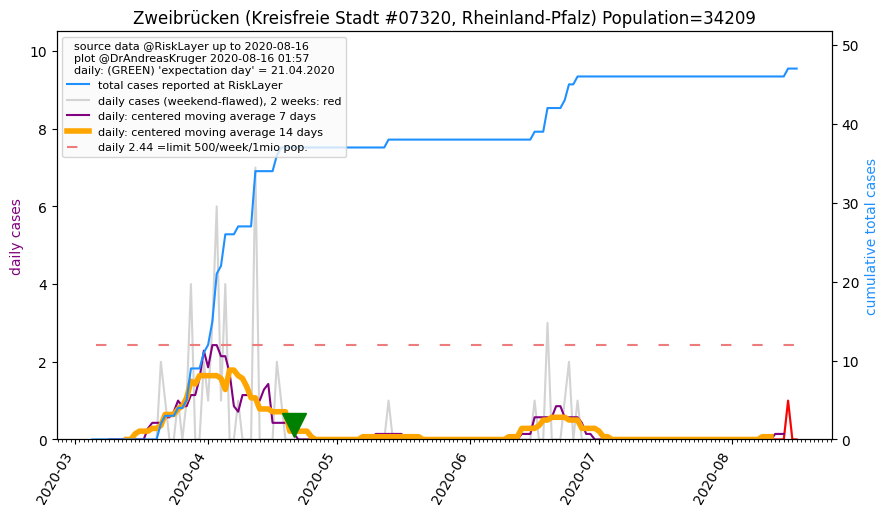 Zweibrücken (Kreisfreie Stadt #07320, Rheinland-Pfalz) Population=34209
source data @RiskLayer up to 2020-08-16
plot @DrAndreasKruger 2020-08-16 01:57
daily: (GREEN) 'expectation day' = 21.04.2020
total cases reported at RiskLayer
daily cases (weekend-flawed), 2 weeks: red
daily: centered moving average 7 days
daily: centered moving average 14 days
daily 2.44 =limit 500/week/1mio pop.
daily cases
10
8
6
4
2
0
cumulative total cases
50
40
30
20
10
0
2020-03
2020-04
2020-05
2020-06
2020-07
2020-08